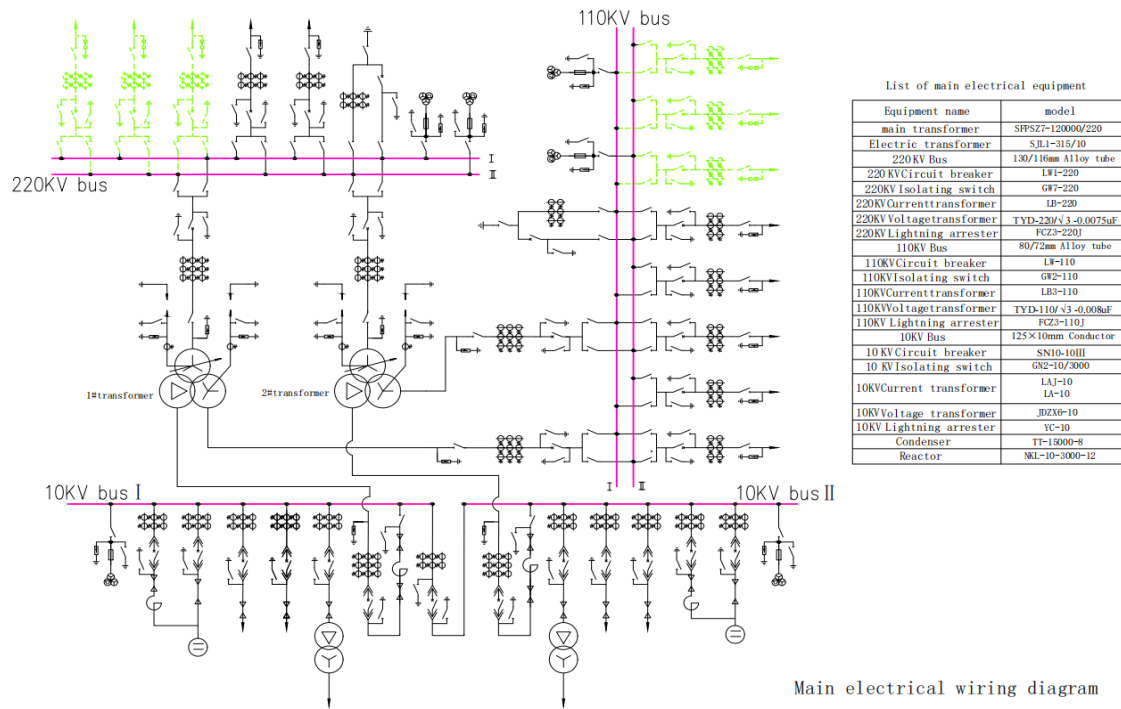 110KV bus
List of main electrical equipment
Equipment name model
main transformer SFPSZ7-120000/220
Electric transformer SJL1-315/10
220KV Bus 130/116mm Alloy tube
220KVCircuit breaker LW1-220
220KVIsolating switch GW7-220
220KVCurrenttransformer LB-220
220KVVoltagetransformer TYD-220/√3-0.0075uF
220KVLightning arrester FCZ3-220J
110KV Bus 80/72mm Alloy tube
110KVCircuit breaker LW-110
110KVIsolating switch GW2-110
110KVCurrenttransformer LB3-110
110KVVoltagetransformer TYD-110/√3-0.008uF
110KV Lightning arrester FCZ3-110J
10KV Bus 125×10mm Conductor
10KVCircuit breaker SN10-10III
10KVIsolating switch GN2-10/3000
10KVCurrent transformer LAJ-10
LA-10
10KVVoltage transformer JDZX6-10
10KV Lightning arrester YC-10
Condenser TT-15000-8
Reactor NKL-10-3000-12
I
II
220KV bus
1#transformer
2#transformer
I II
10KV bus I
10KV bus II
Main electrical wiring diagram